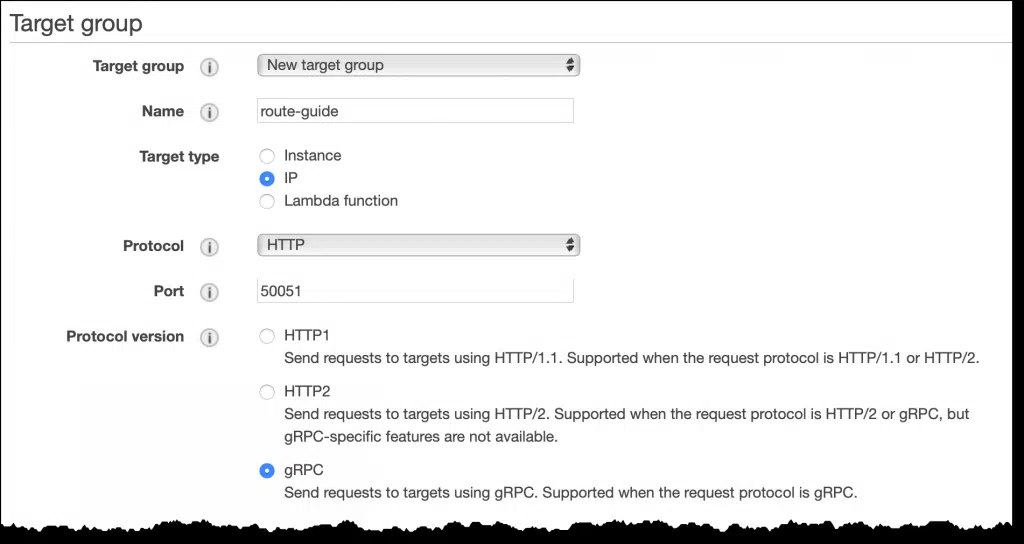 Target group
Target group New target group
Name route-guide
Target type Instance
IP
Lambda function
Protocol HTTP
Port 50051
Protocol version HTTP1
Send requests to targets using HTTP/1.1. Supported when the request protocol is HTTP/1.1 or HTTP/2.
HTTP2
Send requests to targets using HTTP/2. Supported when the request protocol is HTTP/2 or gRPC, but
gRPC-specific features are not available.
gRPC
Send requests to targets using gRPC. Supported when the request protocol is gRPC.